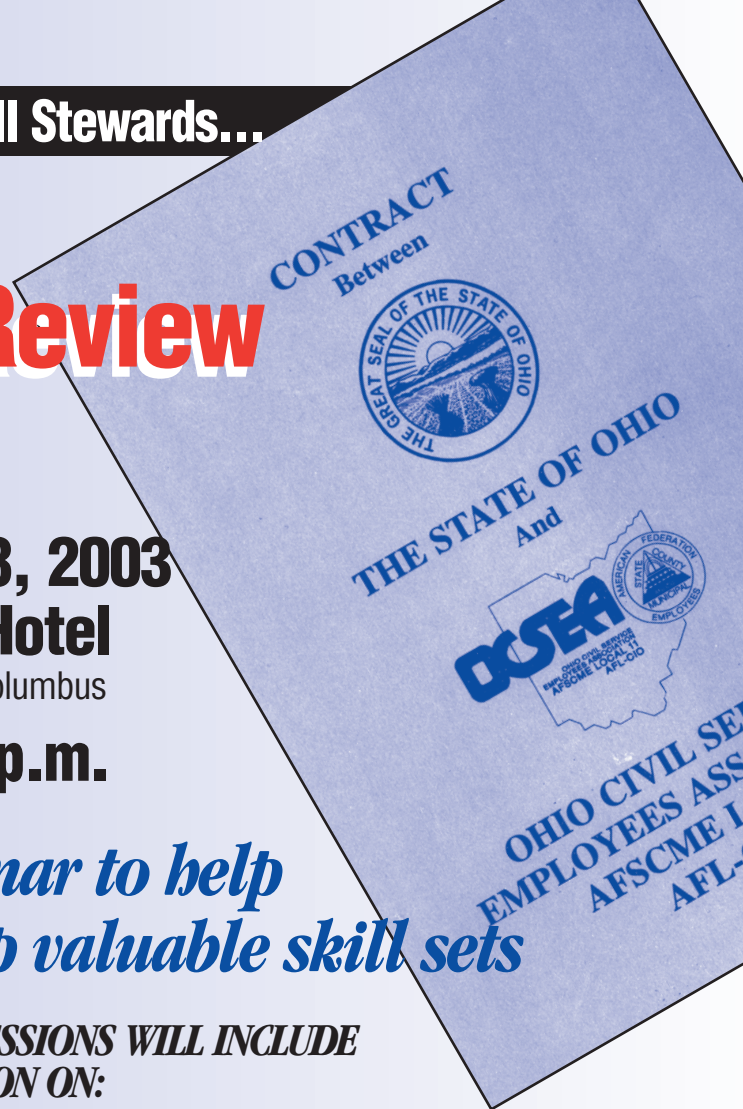 ll Stewards...
Review
3, 2003
Hotel
olumbus
p.m.
nar to help
p valuable skill sets
SSIONS WILL INCLUDE
ON ON:
CONTRACT
Between
THE GREAT SEAL OF THE STATE OF OHIO
THE STATE OF OHIO
And
OCSEA
OHIO CIVIL SERVICE
EMPLOYEES ASSOCIATION
AFSCME LOCAL 11
AFL-CIO
AMERICAN FEDERATION
STATE COUNTY
MUNICIPAL
EMPLOYEES
OHIO CIVIL SE
EMPLOYEES ASS
AFSCME L
AFL-